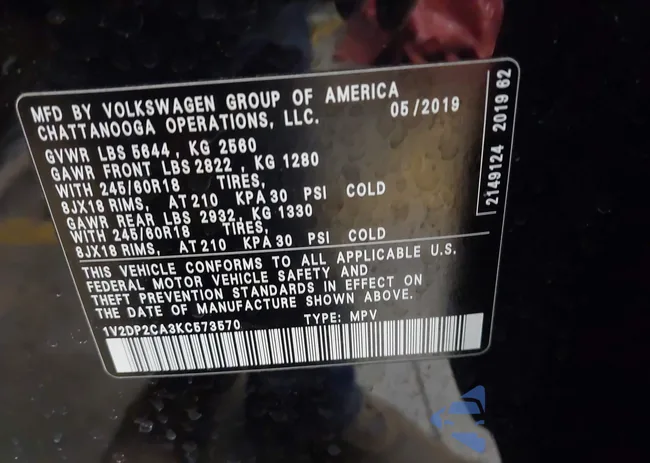 MFD BY VOLKSWAGEN GROUP OF AMERICA
CHATTANOOGA OPERATIONS, LLC. 05/2019
GVWR LBS 5644, KG 2560
GAWR FRONT LBS 2822, KG 1280
WITH 245/60R18 TIRES,
8JX18 RIMS, AT 210 KPA 30 PSI COLD
GAWR REAR LBS 2932, KG 1330
WITH 245/60R18 TIRES,
8JX18 RIMS, AT 210 KPA 30 PSI COLD
THIS VEHICLE CONFORMS TO ALL APPLICABLE U.S.
FEDERAL MOTOR VEHICLE SAFETY AND
THEFT PREVENTION STANDARDS IN EFFECT ON
THE DATE OF MANUFACTURE SHOWN ABOVE.
1V2DP2CA3KC573570 TYPE: MPV
2149124 2019 62